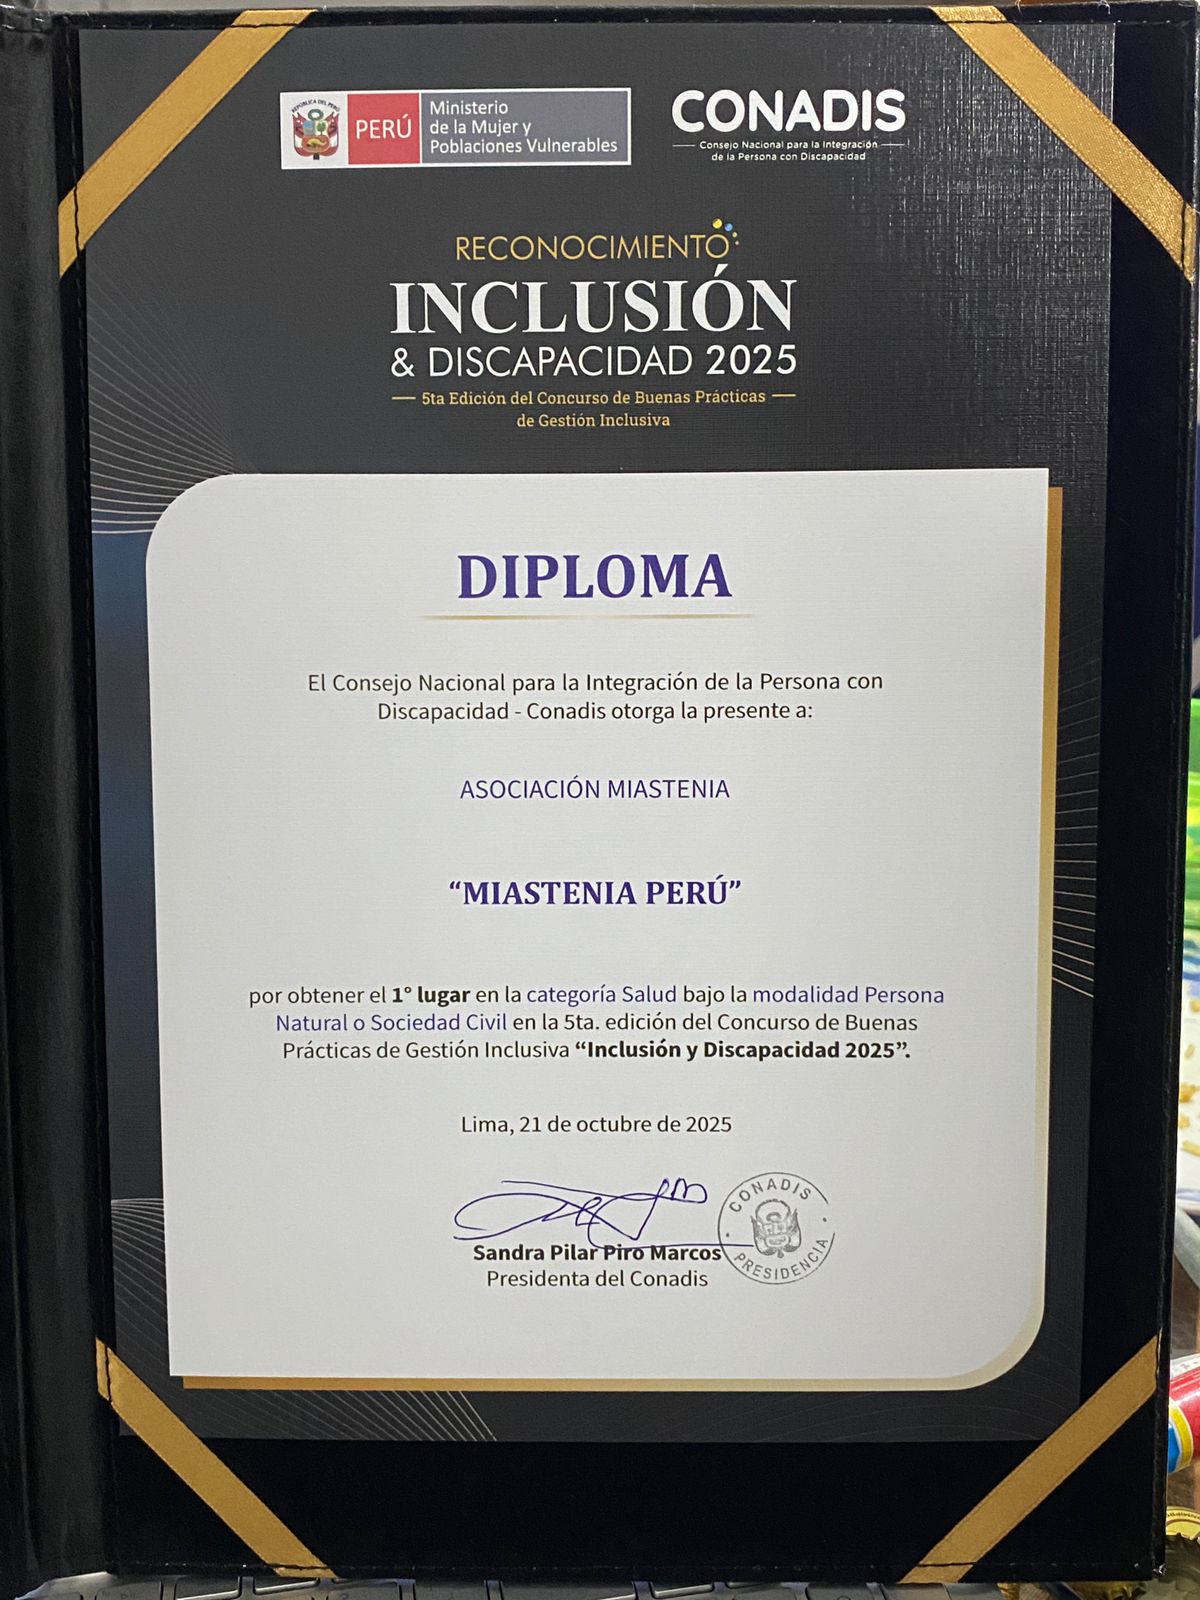 REPÚBLICA DEL PERÚ
PERÚ
Ministerio
de la Mujer y
Poblaciones Vulnerables
CONADIS
Consejo Nacional para la Integración
de la Persona con Discapacidad
RECONOCIMIENTO
INCLUSIÓN
& DISCAPACIDAD 2025
5ta Edición del Concurso de Buenas Prácticas
de Gestión Inclusiva
DIPLOMA
El Consejo Nacional para la Integración de la Persona con
Discapacidad - Conadis otorga la presente a:
ASOCIACIÓN MIASTENIA
“MIASTENIA PERÚ”
por obtener el 1° lugar en la categoría Salud bajo la modalidad Persona
Natural o Sociedad Civil en la 5ta. edición del Concurso de Buenas
Prácticas de Gestión Inclusiva “Inclusión y Discapacidad 2025”.
Lima, 21 de octubre de 2025
CONADIS
PRESIDENCIA
Sandra Pilar Piro Marcos
Presidenta del Conadis